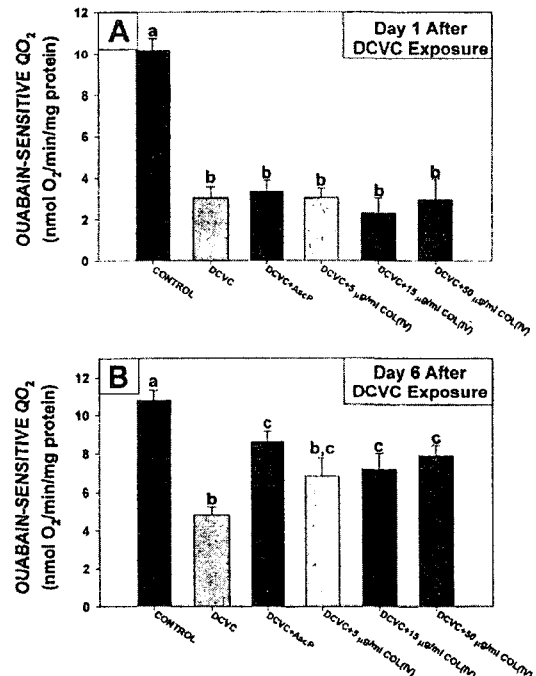 A
Day 1 After
DCVC Exposure
OUABAIN-SENSITIVE QO2
(nmol O2/min/mg protein)
12
10
8
6
4
2
0
a
b
b
b
b
b
CONTROL
DCVC
DCVC+AscP
DCVC+5 µg/ml COL(IV)
DCVC+15 µg/ml COL(IV)
DCVC+50 µg/ml COL(IV)
B
Day 6 After
DCVC Exposure
OUABAIN-SENSITIVE QO2
(nmol O2/min/mg protein)
12
10
8
6
4
2
0
a
b
c
b,c
c
c
CONTROL
DCVC
DCVC+AscP
DCVC+5 µg/ml COL(IV)
DCVC+15 µg/ml COL(IV)
DCVC+50 µg/ml COL(IV)